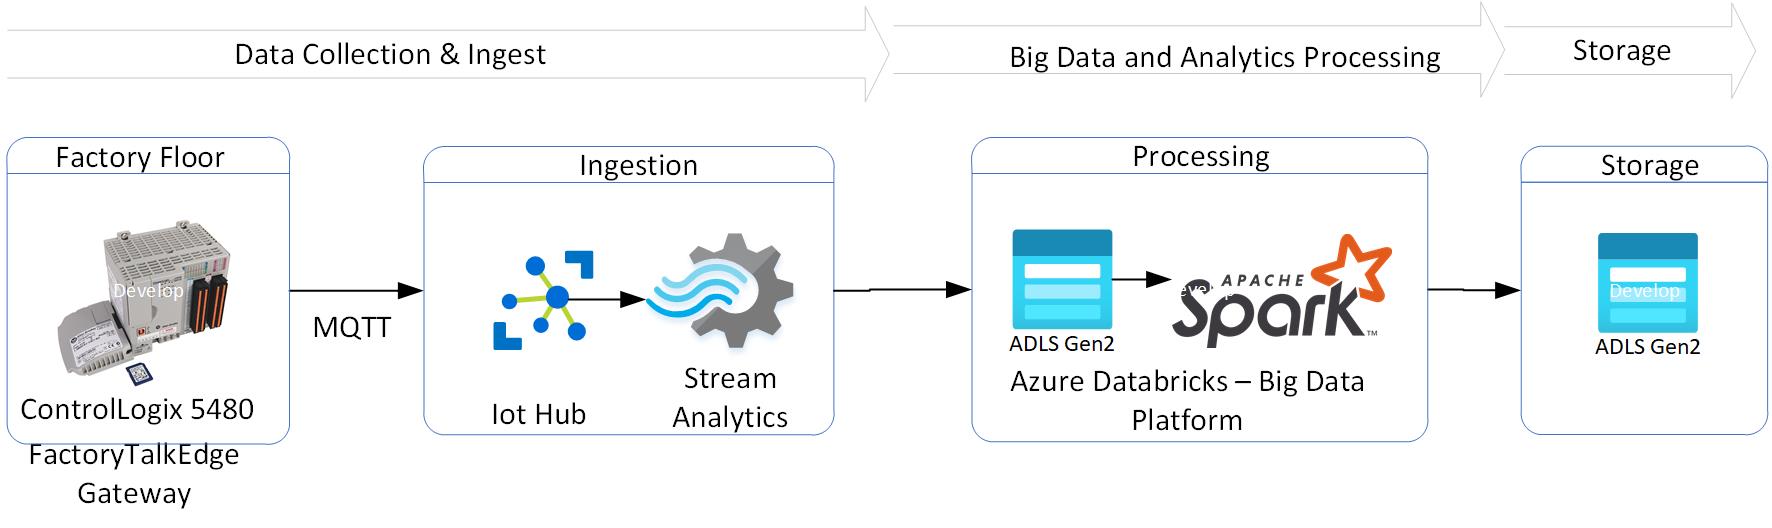 Data Collection & Ingest
Big Data and Analytics Processing
Storage
Factory Floor
Develop
ControlLogix 5480
FactoryTalkEdge
Gateway
MQTT
Ingestion
Iot Hub
Stream
Analytics
Processing
ADLS Gen2
APACHE
Spark™
Azure Databricks – Big Data
Platform
Storage
Develop
ADLS Gen2